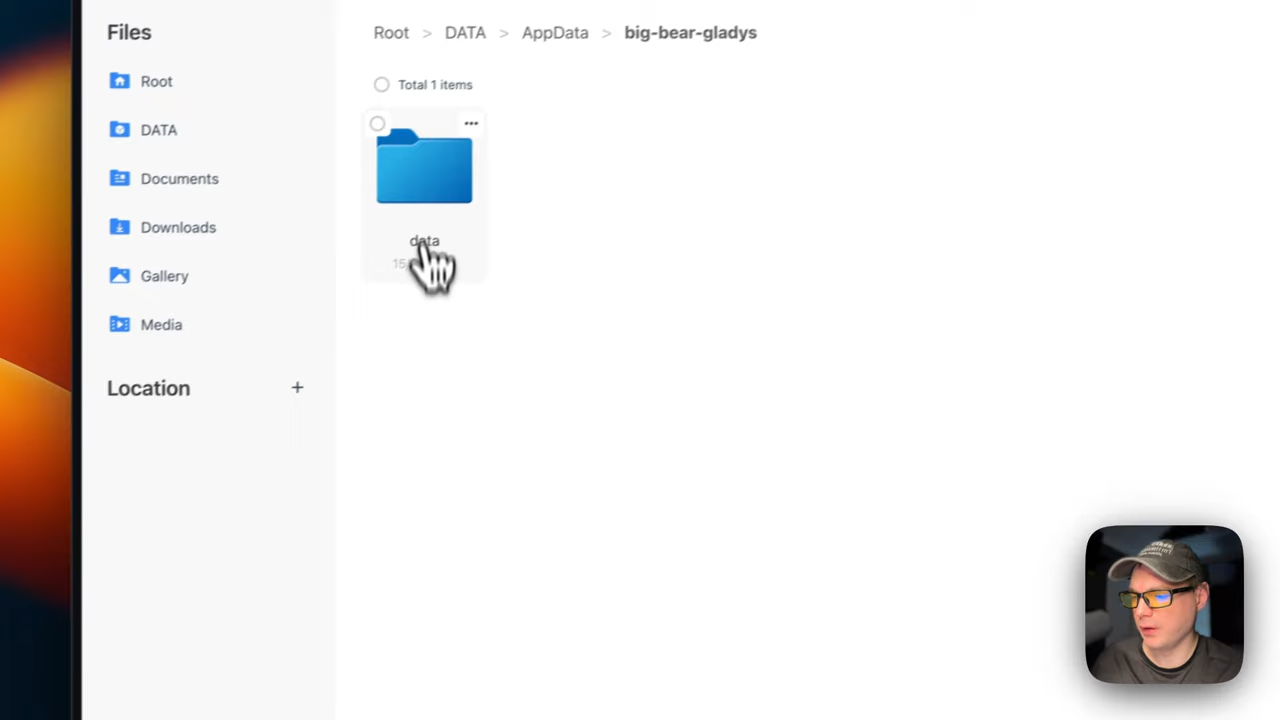 Files
Root
DATA
Documents
Downloads
Gallery
Media
Location
+
Root > DATA > AppData > big-bear-gladys
Total 1 items
data